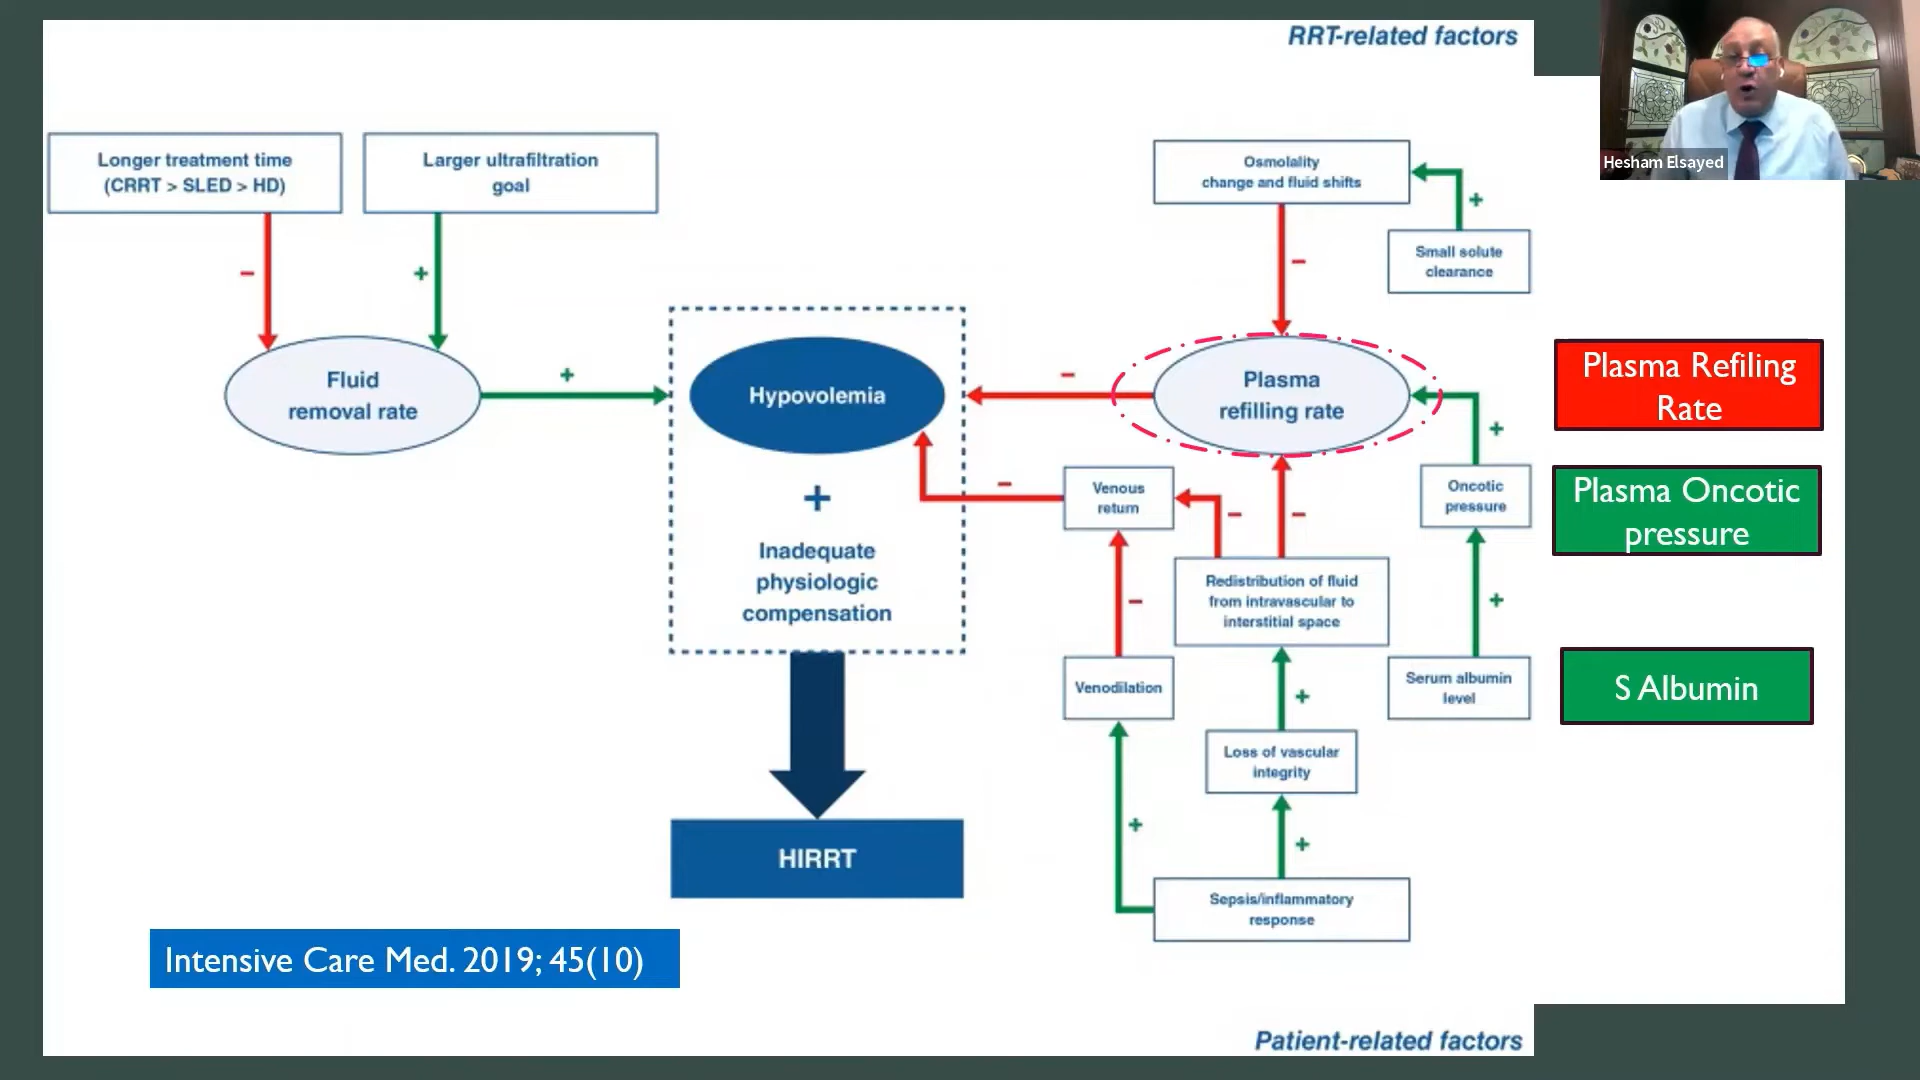 RRT-related factors
Hesham Elsayed
Longer treatment time
(CRRT > SLED > HD)
Larger ultrafiltration
goal
Osmolality
change and fluid shifts
+
Small solute
clearance
−
+
−
Fluid
removal rate
+
Hypovolemia
−
Plasma
refilling rate
Plasma Refiling
Rate
+
+
Inadequate
physiologic
compensation
−
Venous
return
−
−
Oncotic
pressure
Plasma Oncotic
pressure
−
Redistribution of fluid
from intravascular to
interstitial space
+
Venodilation
+
Serum albumin
level
S Albumin
Loss of vascular
integrity
+
+
HIRRT
Sepsis/inflammatory
response
Intensive Care Med. 2019; 45(10)
Patient-related factors